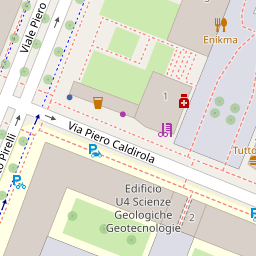 Viale Piero
Enikma
1
Via Piero Caldirola
Tutto
o Pirelli
P
P
Edificio
U4 Scienze
Geologiche
Geotecnologie
2